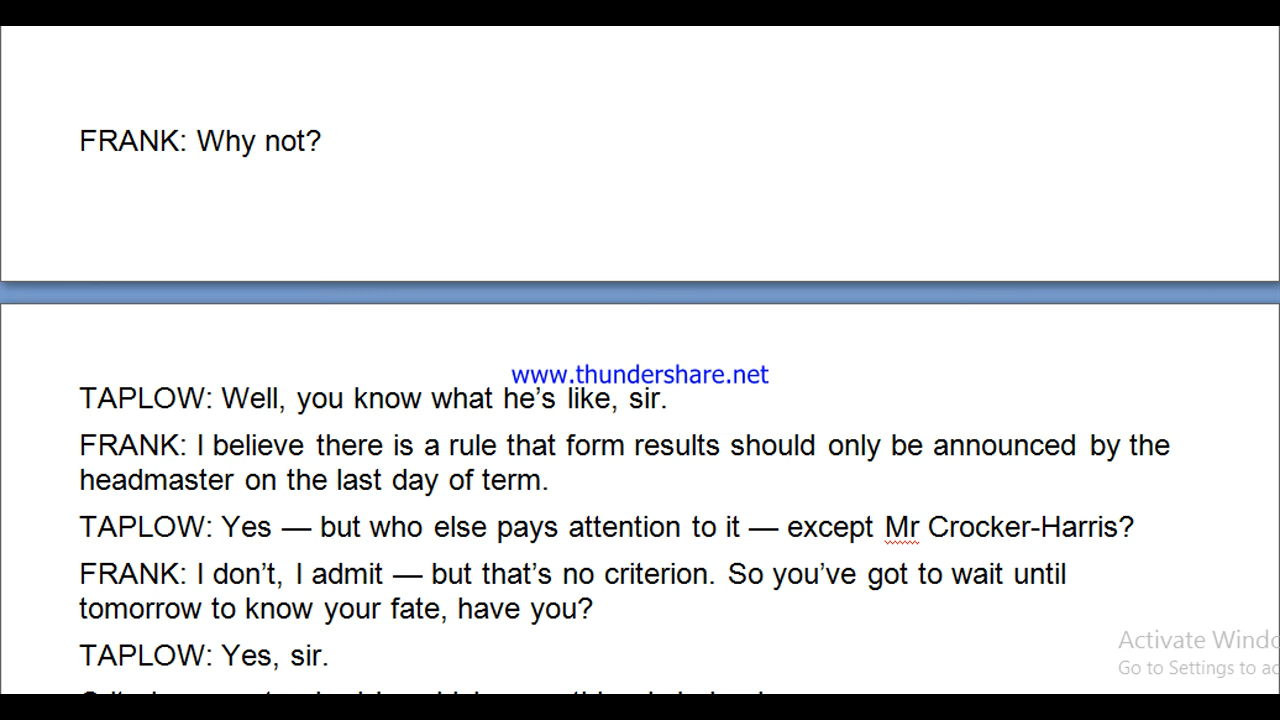 FRANK: Why not?
www.thundershare.net
TAPLOW: Well, you know what he’s like, sir.
FRANK: I believe there is a rule that form results should only be announced by the
headmaster on the last day of term.
TAPLOW: Yes — but who else pays attention to it — except Mr Crocker-Harris?
FRANK: I don’t, I admit — but that’s no criterion. So you’ve got to wait until
tomorrow to know your fate, have you?
TAPLOW: Yes, sir.
Activate Windo
Go to Settings to ac